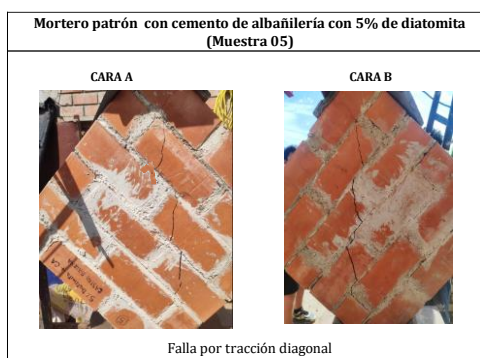 Mortero patrón con cemento de albañilería con 5% de diatomita
(Muestra 05)
CARA A
CARA B
Falla por tracción diagonal